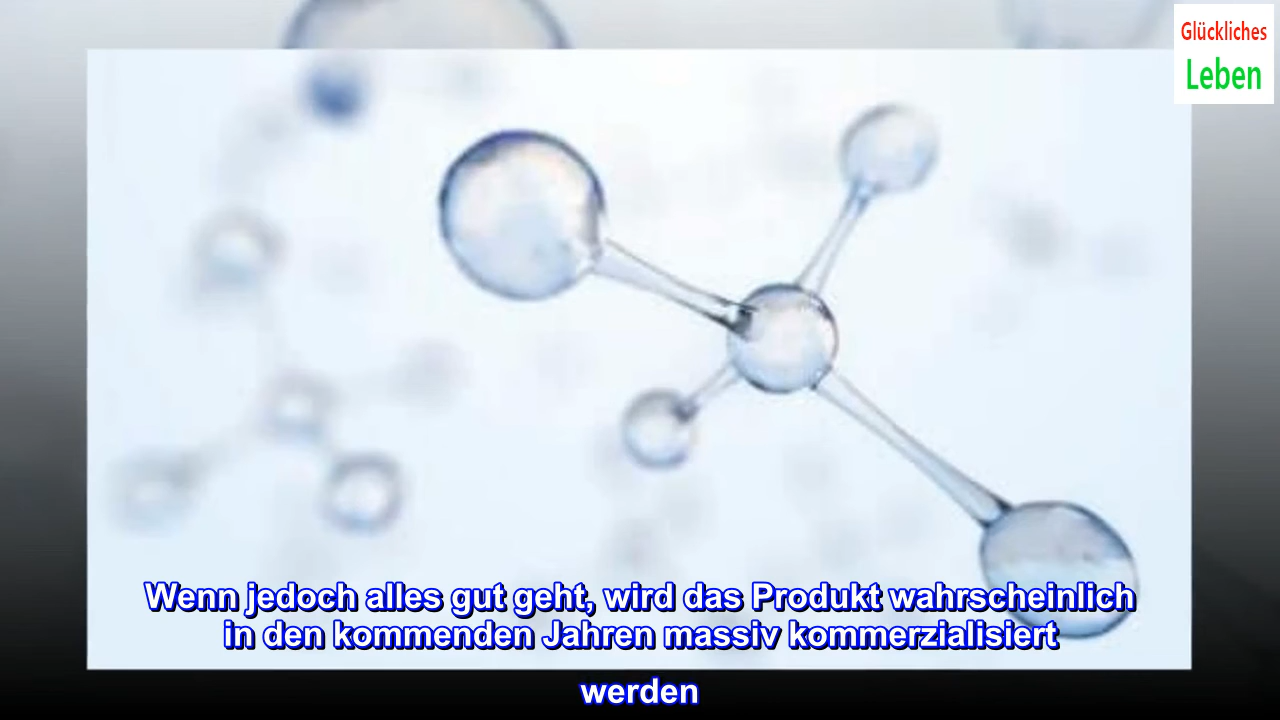 Glückliches
Leben
Wenn jedoch alles gut geht, wird das Produkt wahrscheinlich
in den kommenden Jahren massiv kommerzialisiert
werden